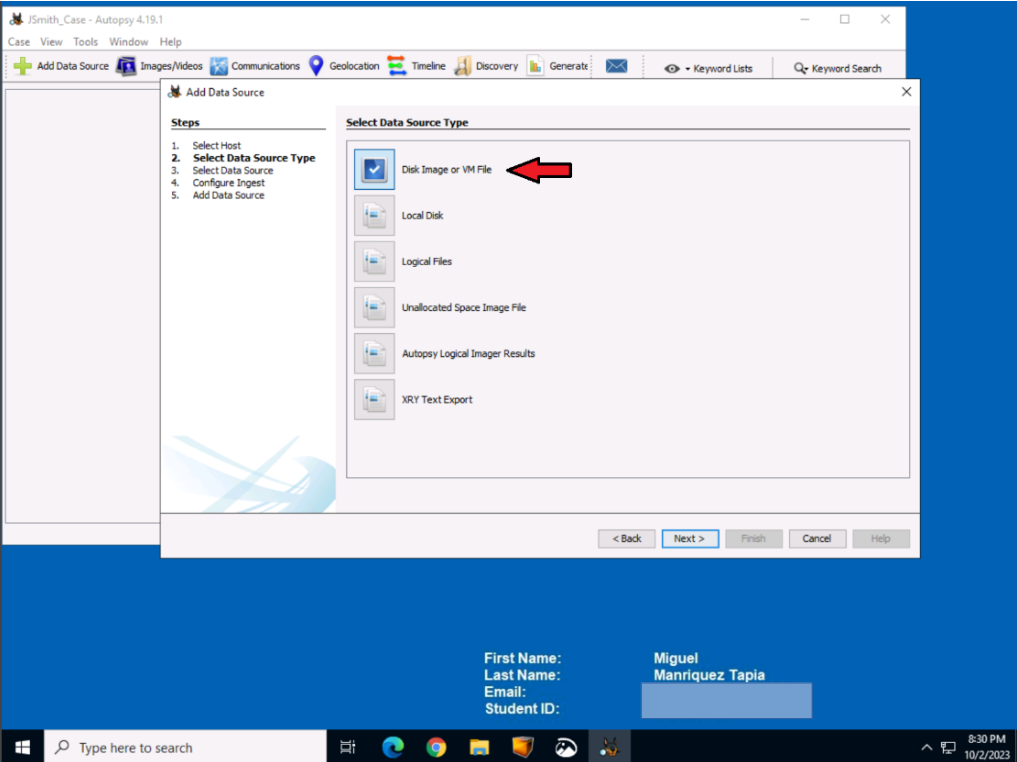 JSmith_Case - Autopsy 4.19.1
Case View Tools Window Help
Add Data Source Images/Videos Communications Geolocation Timeline Discovery Generate Keyword Lists Keyword Search
Add Data Source
Steps
1. Select Host
2. Select Data Source Type
3. Select Data Source
4. Configure Ingest
5. Add Data Source
Select Data Source Type
Disk Image or VM File
Local Disk
Logical Files
Unallocated Space Image File
Autopsy Logical Imager Results
XRY Text Export
< Back Next > Finish Cancel Help
First Name: Miguel
Last Name: Manriquez Tapia
Email:
Student ID:
Type here to search
8:30 PM
10/2/2023